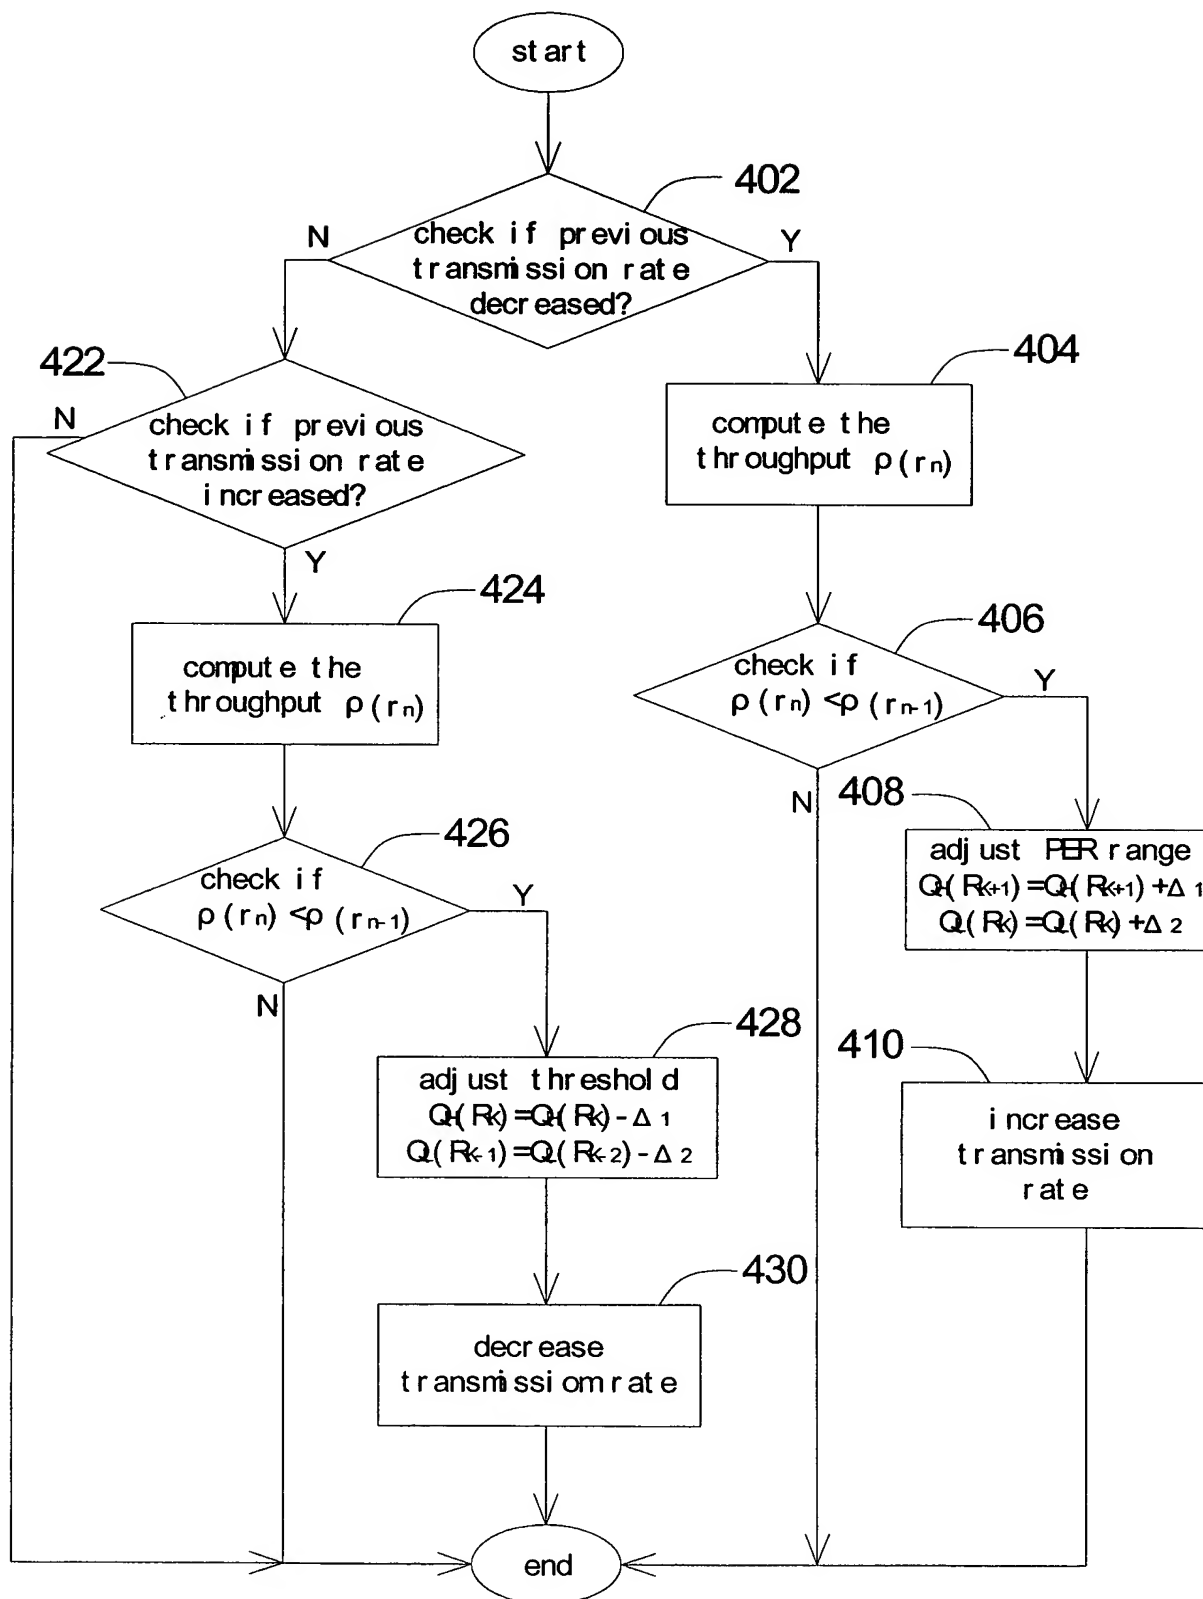 start
402
N
Y
check if previous
transmission rate
decreased?
422
404
N
check if previous
transmission rate
increased?
compute the
throughput ρ(rn)
Y
424
406
compute the
throughput ρ(rn)
check if
ρ(rn)<ρ(rn-1)
Y
N
408
426
check if
ρ(rn)<ρ(rn-1)
Y
N
adjust PER range
QH(Rk+1)=QH(Rk+1)+Δ1
QL(Rk)=QL(Rk)+Δ2
428
410
adjust threshold
QH(Rk)=QH(Rk)-Δ1
QL(Rk-1)=QL(Rk-2)-Δ2
increase
transmission
rate
430
decrease
transmissiom rate
end